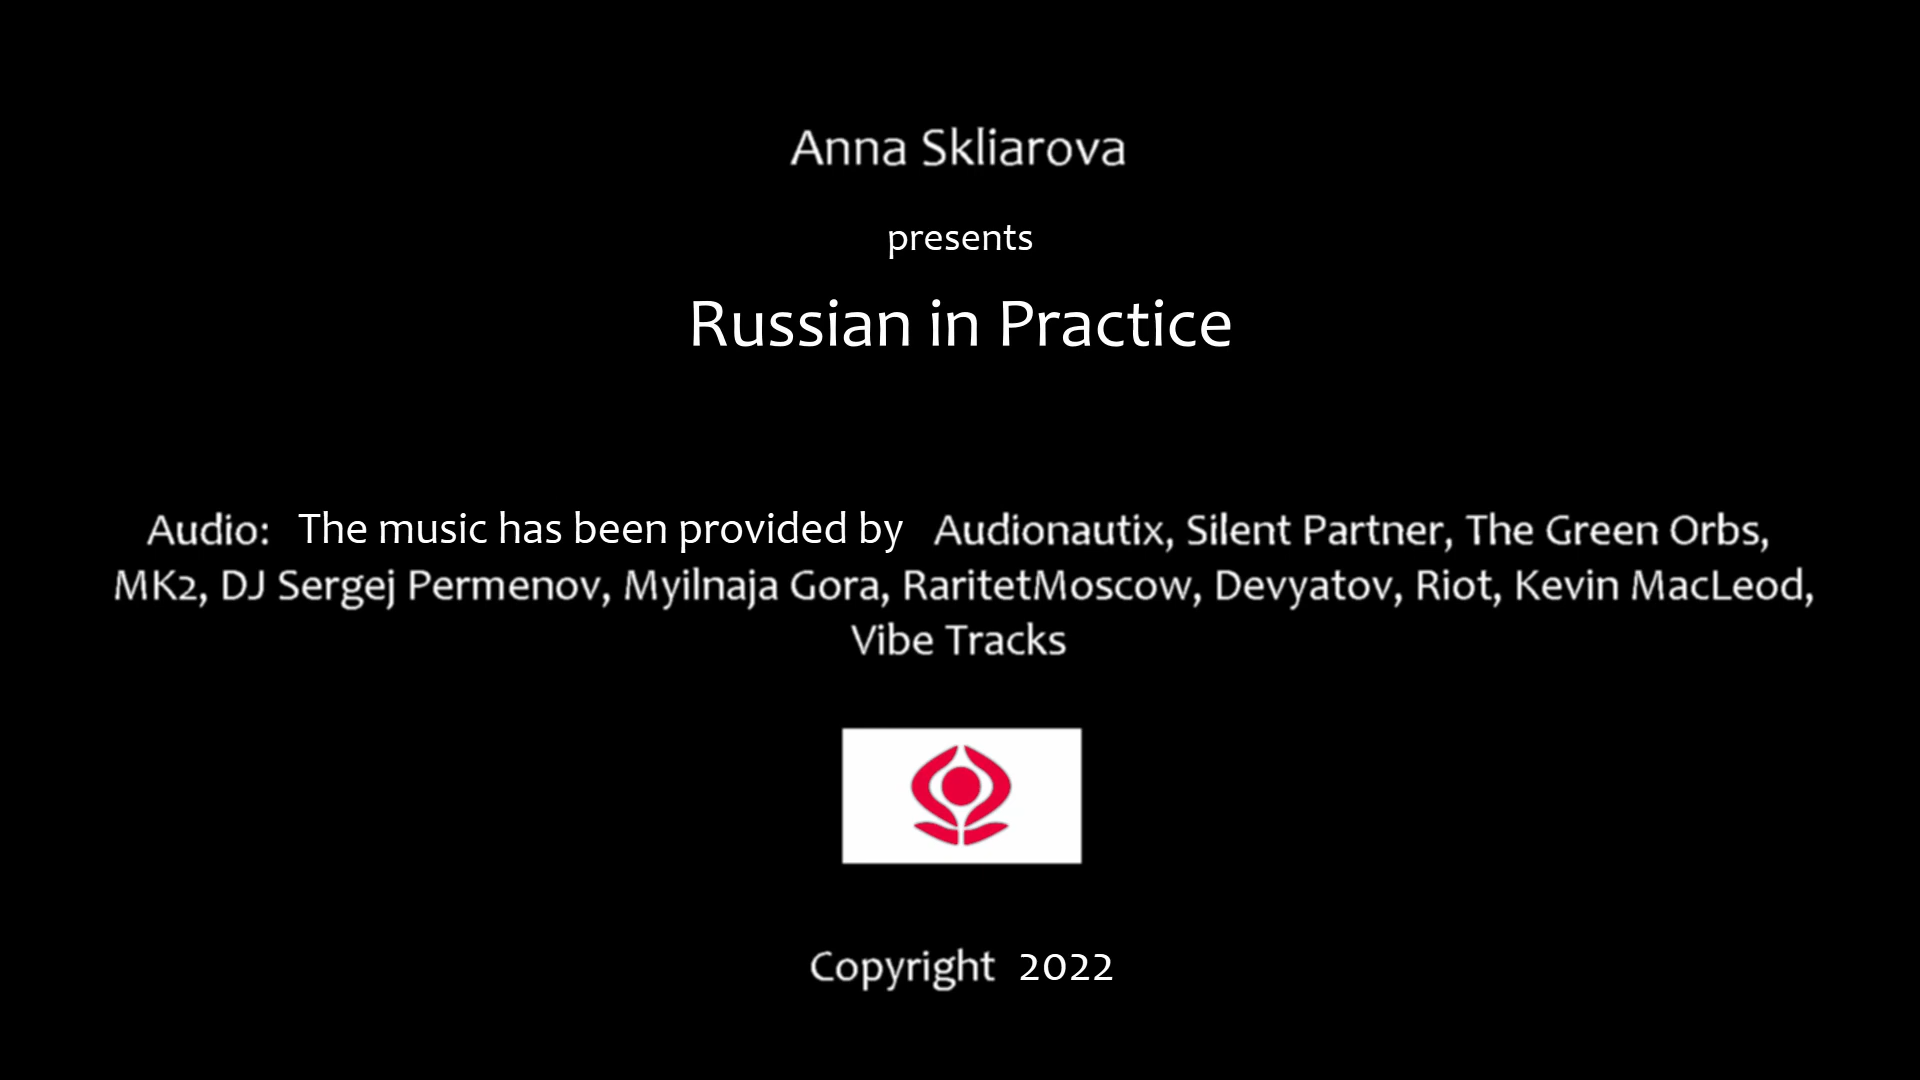 Anna Skliarova
presents
Russian in Practice
Audio: The music has been provided by Audionautix, Silent Partner, The Green Orbs,
MK2, DJ Sergej Permenov, Myilnaja Gora, RaritetMoscow, Devyatov, Riot, Kevin MacLeod,
Vibe Tracks
Copyright 2022